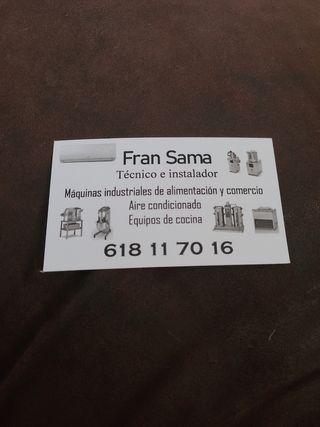 Fran Sama
Técnico e instalador
Máquinas industriales de alimentación y comercio
Aire condicionado
Equipos de cocina
618 11 70 16